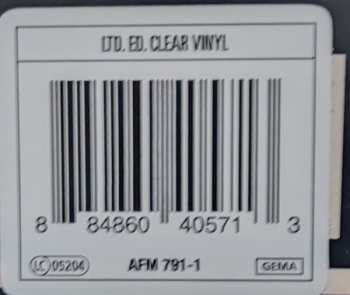 LTD. ED. CLEAR VINYL
8 84860 40571 3
LC 05204 AFM 791-1 GEMA